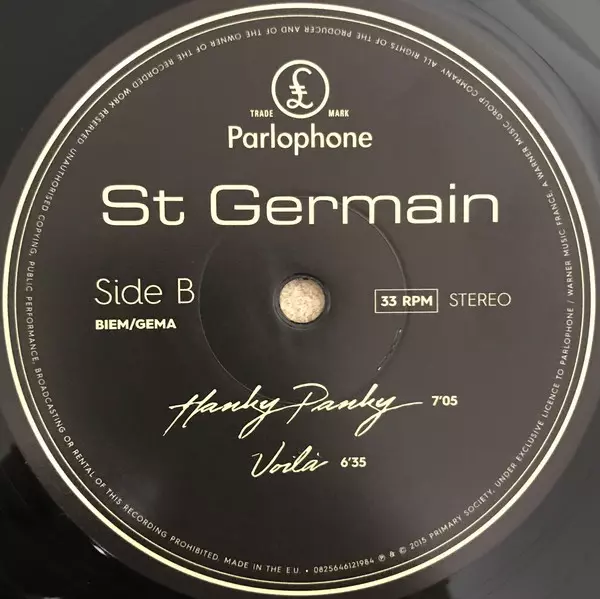 £
TRADE MARK
Parlophone
St Germain
Side B
BIEM/GEMA
33 RPM STEREO
Hanky Panky 7'05
Voilà 6'35
ALL RIGHTS OF THE PRODUCER AND OF THE OWNER OF THE RECORDED WORK RESERVED. UNAUTHORISED COPYING, PUBLIC PERFORMANCE, BROADCASTING OR RENTAL OF THIS RECORDING PROHIBITED. MADE IN THE E.U. • 0825646121984 ℗ & © 2015 PRIMARY SOCIETY, UNDER EXCLUSIVE LICENCE TO PARLOPHONE / WARNER MUSIC FRANCE, A WARNER MUSIC GROUP COMPANY